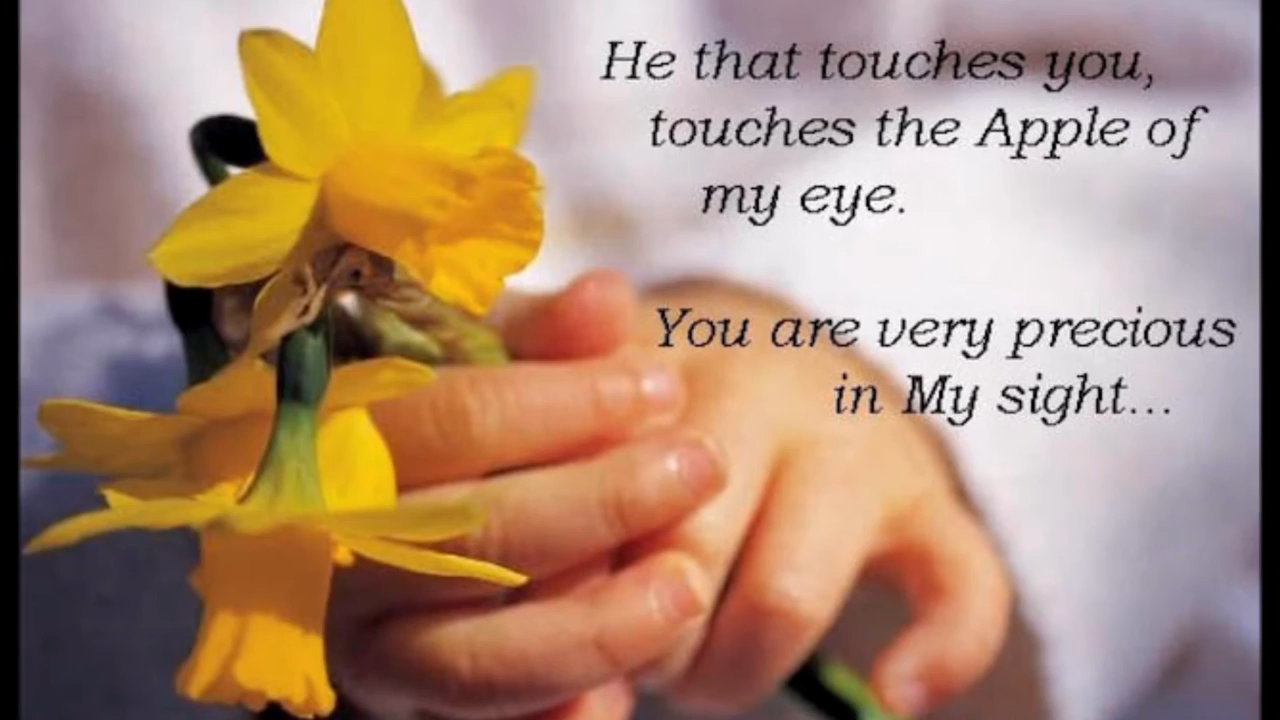 He that touches you,
touches the Apple of
my eye.
You are very precious
in My sight...